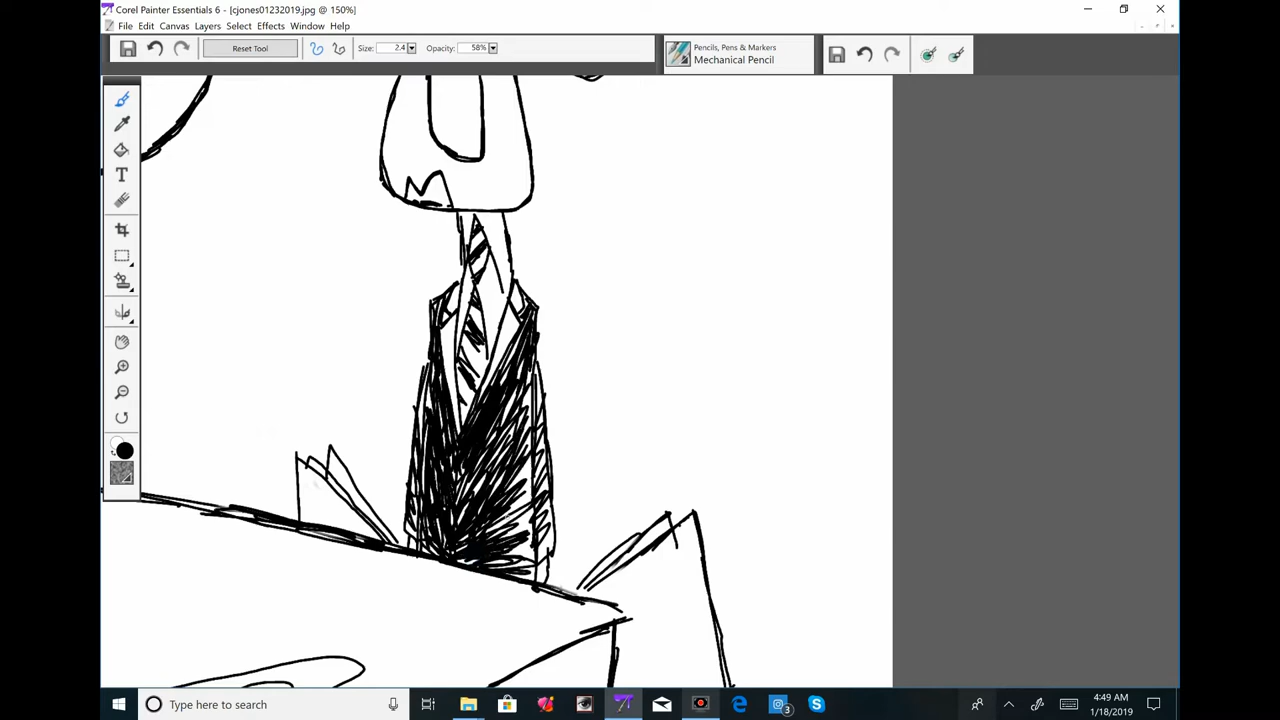 Corel Painter Essentials 6 - [cjones01232019.jpg @ 150%]
File Edit Canvas Layers Select Effects Window Help
Reset Tool Size: 2.4 Opacity: 58% Pencils, Pens & Markers
Mechanical Pencil
T
Type here to search
3
4:49 AM
1/18/2019